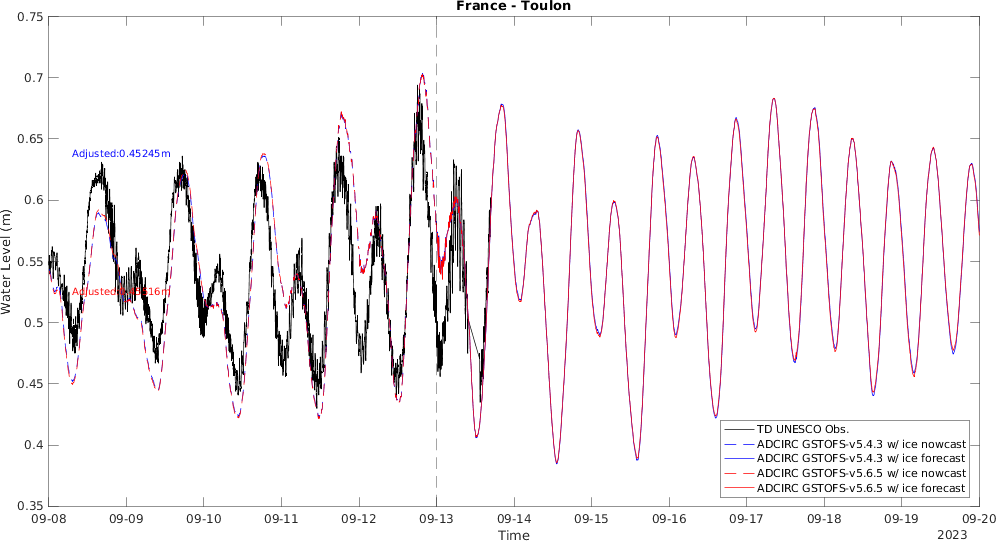 France - Toulon
0.75
0.7
0.65
0.6
0.55
0.5
0.45
0.4
0.35
Water Level (m)
Adjusted:0.45245m
09-08
09-09
09-10
09-11
09-12
09-13
09-14
09-15
09-16
09-17
09-18
09-19
09-20
Time
2023
TD UNESCO Obs.
ADCIRC GSTOFS-v5.4.3 w/ ice nowcast
ADCIRC GSTOFS-v5.4.3 w/ ice forecast
ADCIRC GSTOFS-v5.6.5 w/ ice nowcast
ADCIRC GSTOFS-v5.6.5 w/ ice forecast